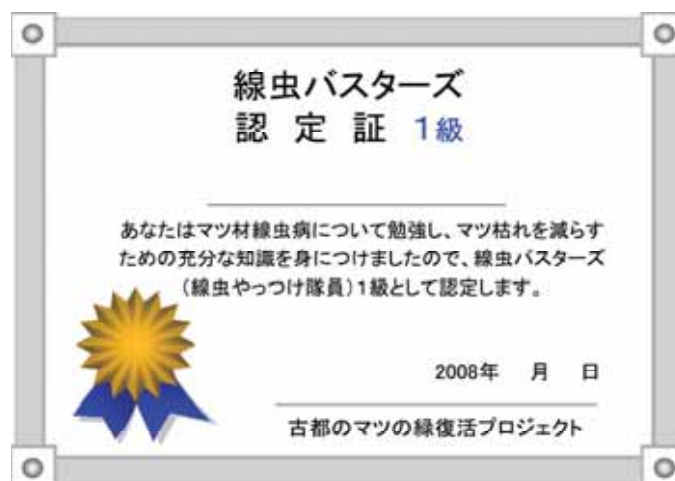 線虫バスターズ
認 定 証 1級
あなたはマツ材線虫病について勉強し、マツ枯れを減らす
ための充分な知識を身につけましたので、線虫バスターズ
（線虫やっつけ隊員）1級として認定します。
2008年 月 日
古都のマツの緑復活プロジェクト